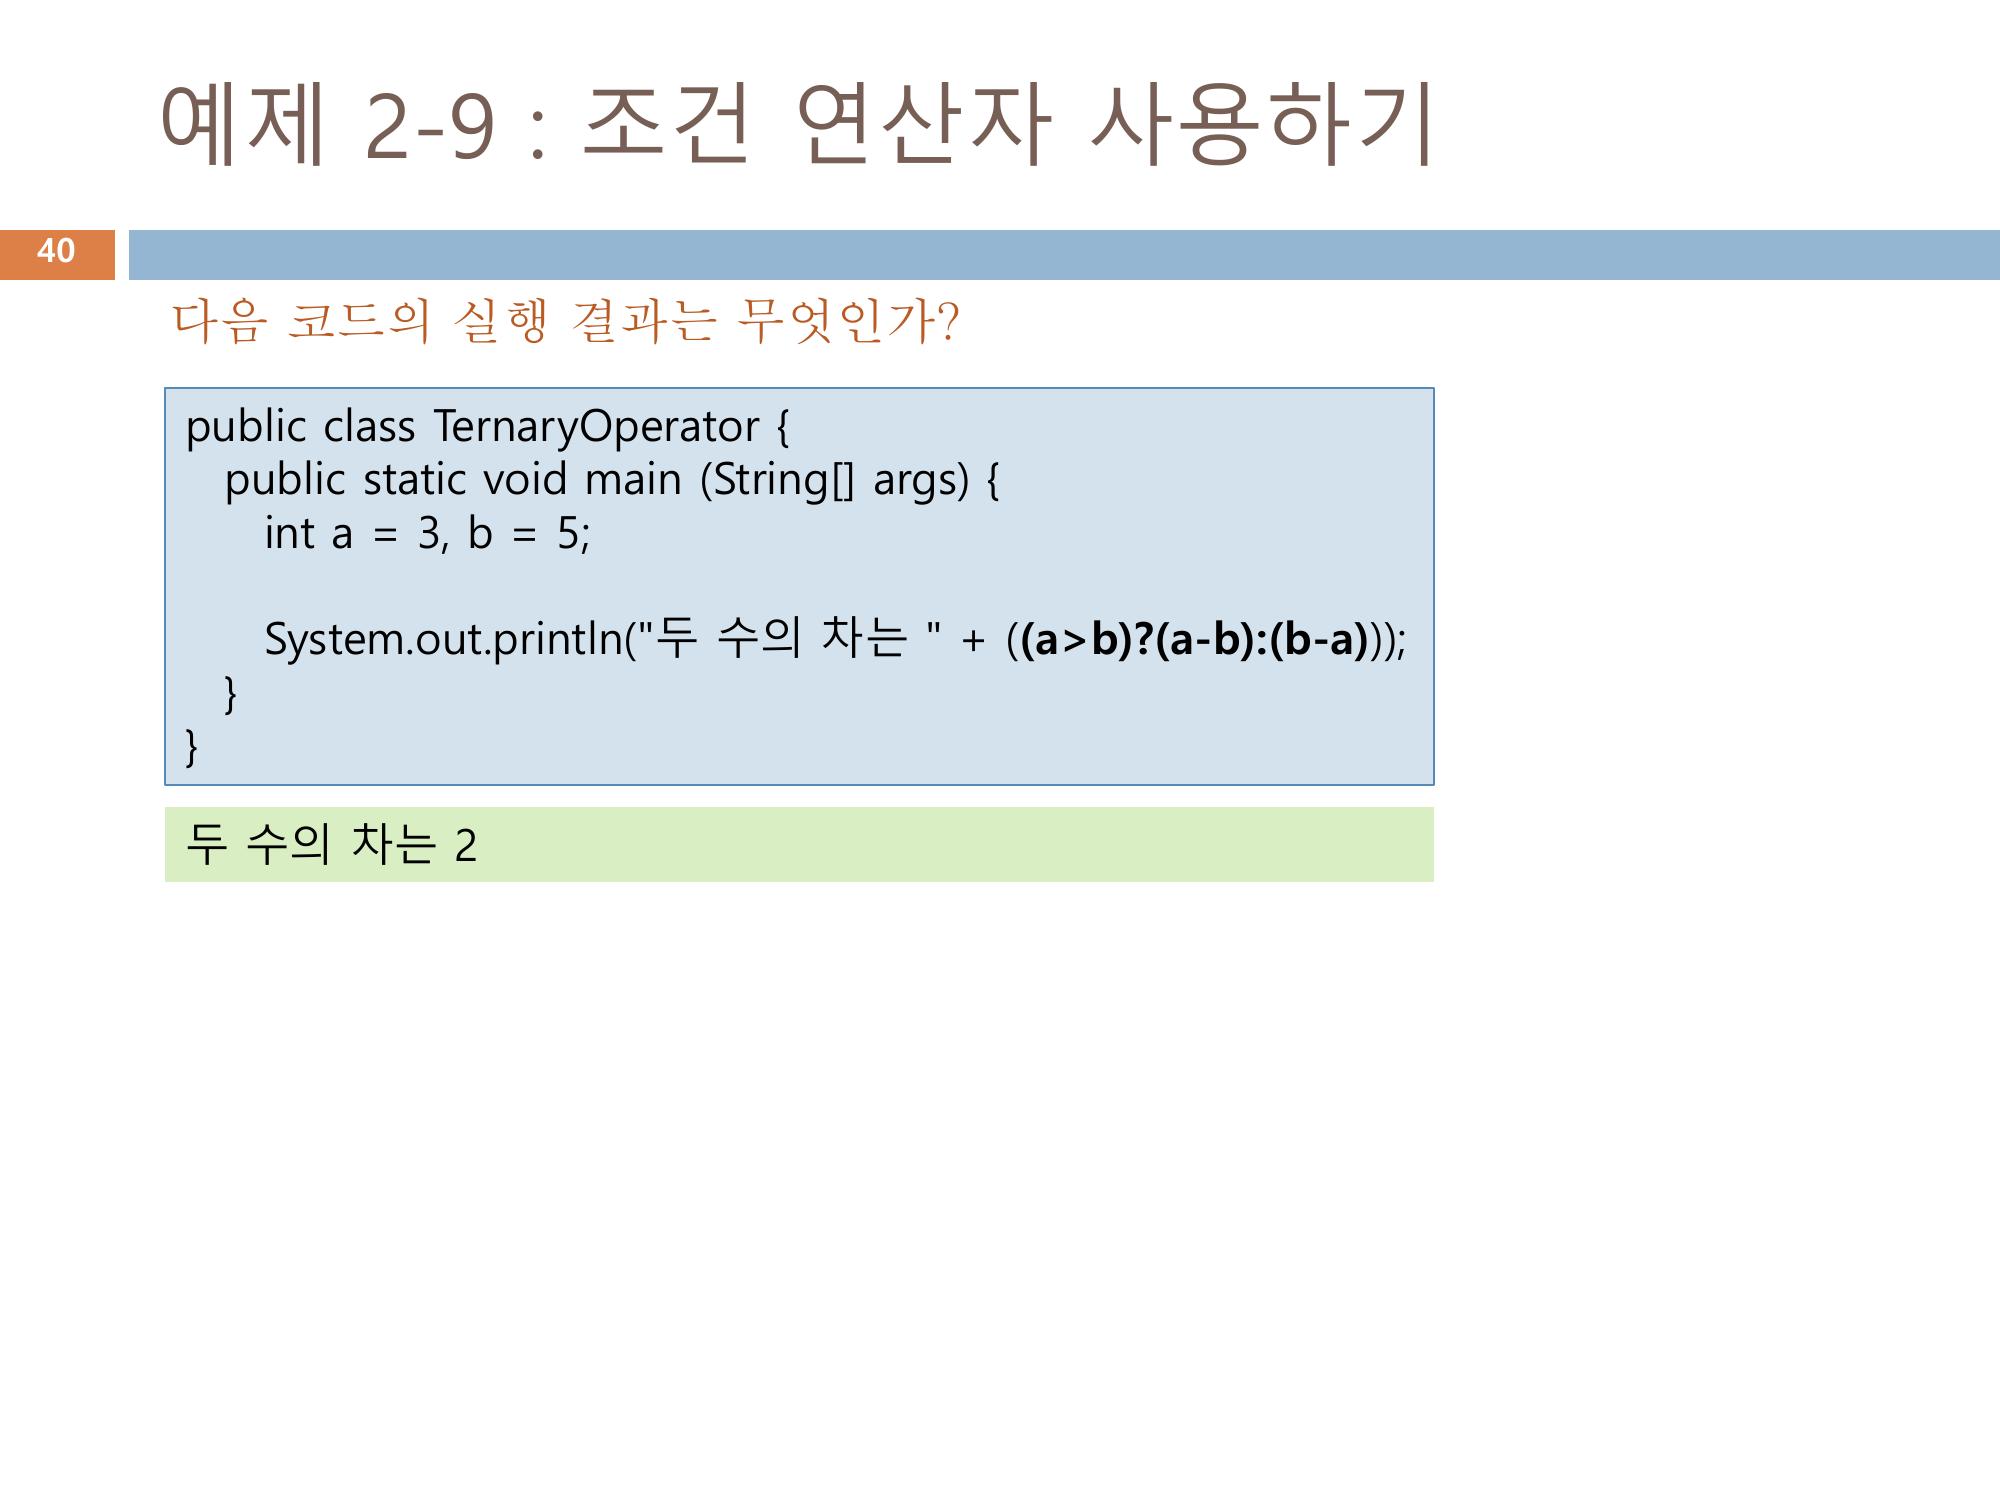 예제 2-9 : 조건 연산자 사용하기
40
다음 코드의 실행 결과는 무엇인가?
public class TernaryOperator {
public static void main (String[] args) {
int a = 3, b = 5;
System.out.println("두 수의 차는 " + ((a>b)?(a-b):(b-a)));
}
}
두 수의 차는 2